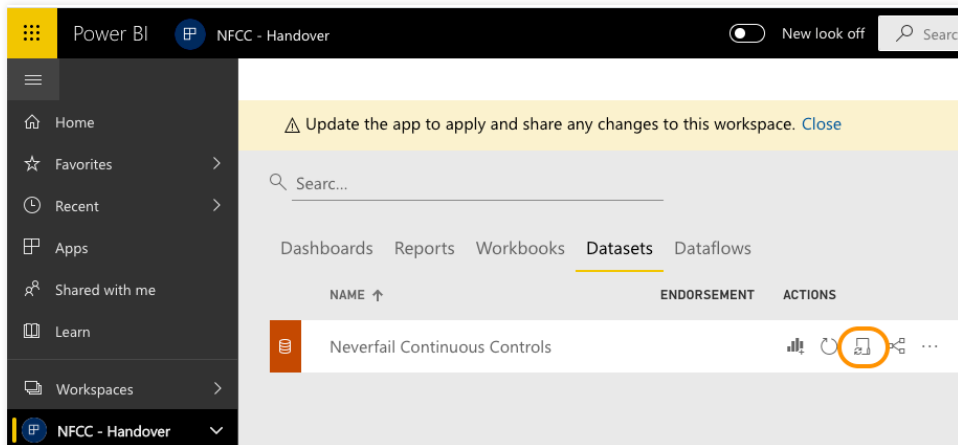 Power BI NFCC - Handover New look off Searc
Home
Favorites
Recent
Apps
Shared with me
Learn
Workspaces
NFCC - Handover
Update the app to apply and share any changes to this workspace. Close
Searc...
Dashboards Reports Workbooks Datasets Dataflows
NAME ENDORSEMENT ACTIONS
Neverfail Continuous Controls